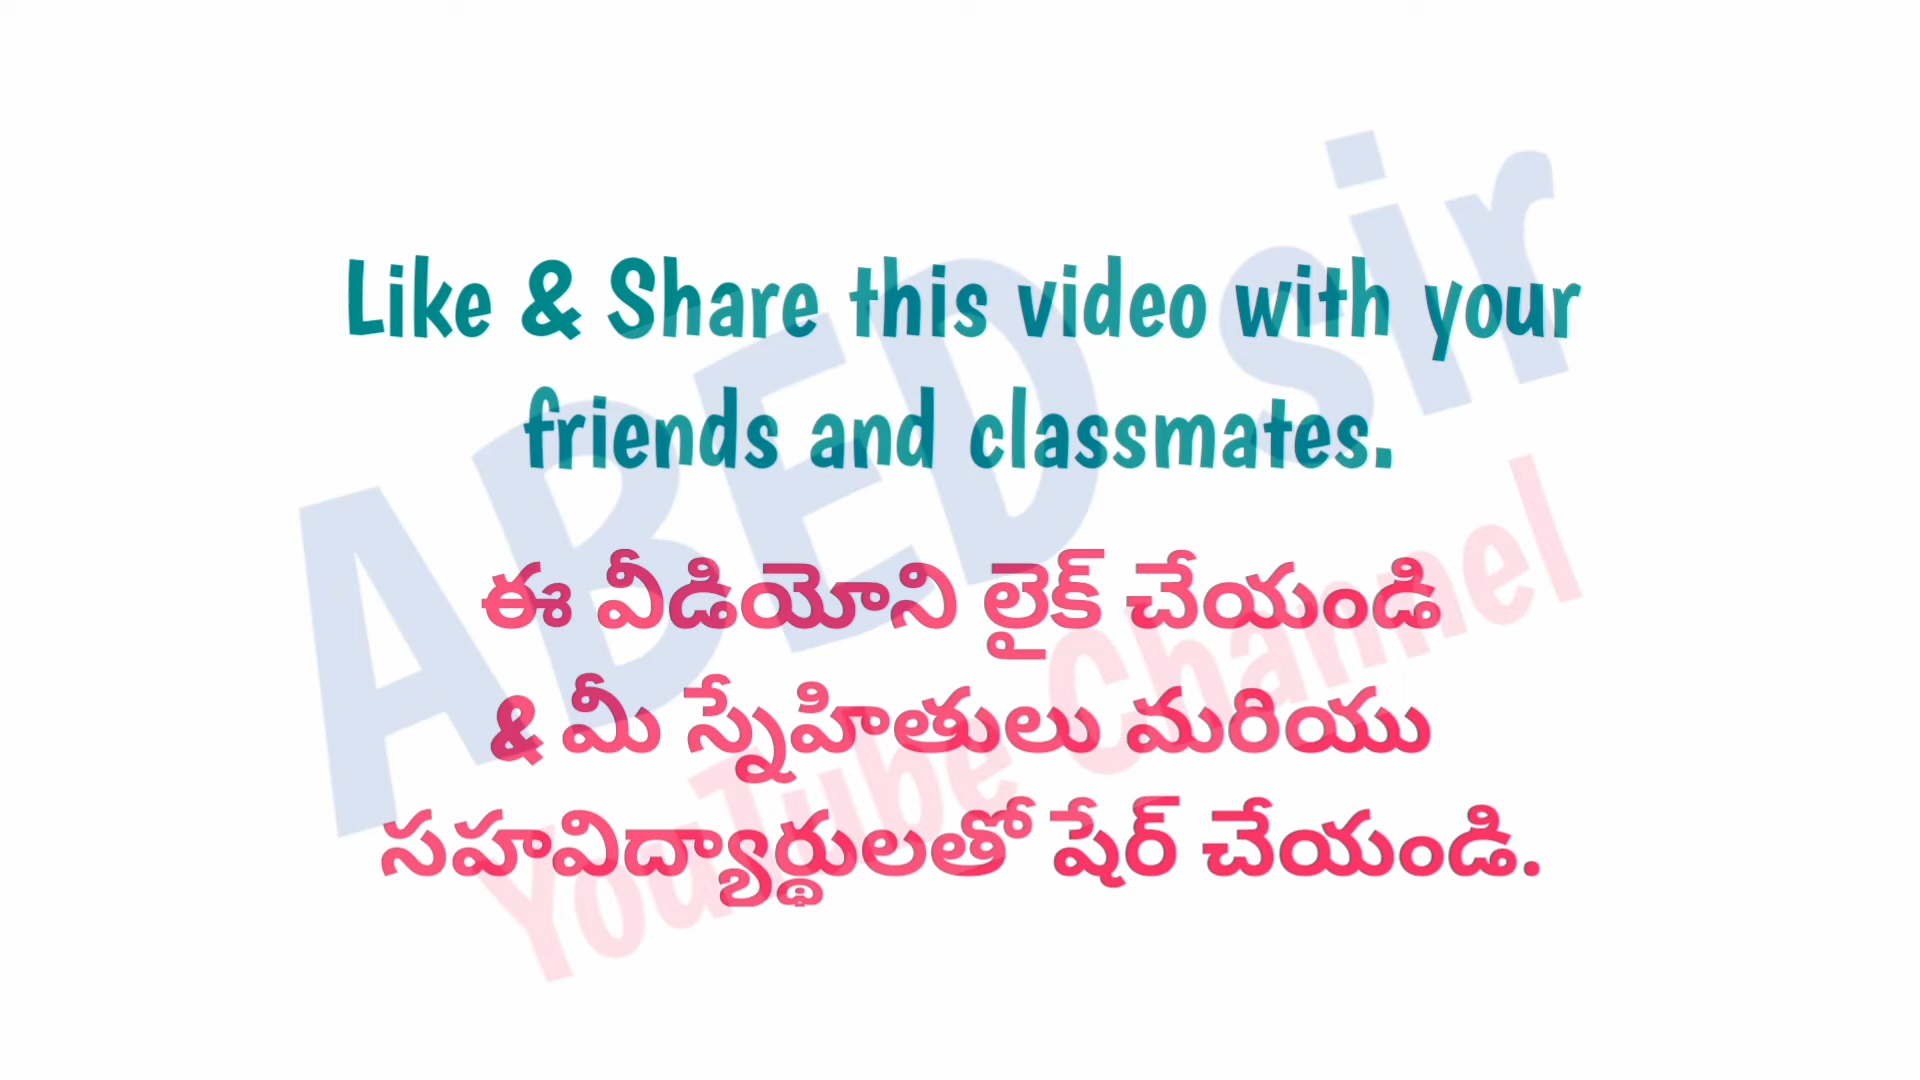 Like & Share this video with your
friends and classmates.
ఈ వీడియోని లైక్ చేయండి
& మీ స్నేహితులు మరియు
సహవిద్యార్థులతో షేర్ చేయండి.
ABED sir
YouTube Channel